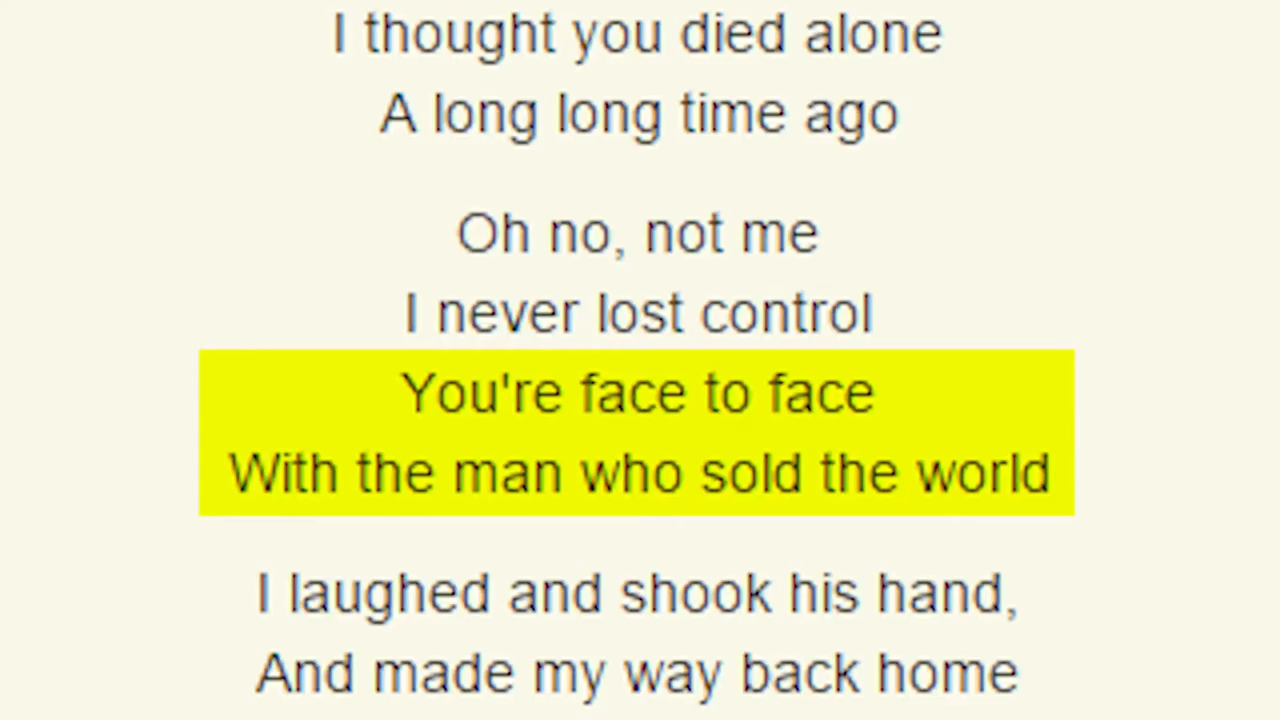 I thought you died alone
A long long time ago
Oh no, not me
I never lost control
You're face to face
With the man who sold the world
I laughed and shook his hand,
And made my way back home